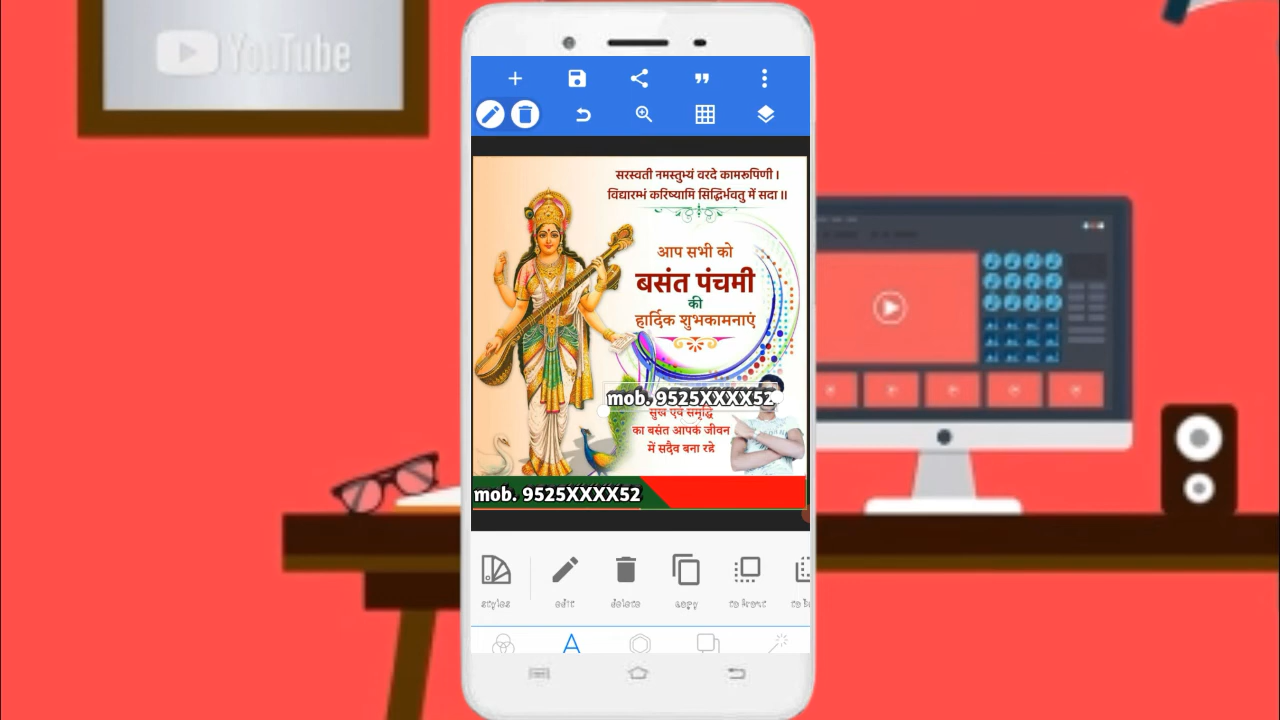 YouTube
सरस्वती नमस्तुभ्यं वरदे कामरूपिणी ।
विद्यारम्भं करिष्यामि सिद्धिर्भवतु में सदा ॥
आप सभी को
बसंत पंचमी
की
हार्दिक शुभकामनाएं
mob. 9525XXXX52
सुख एवं समृद्धि
का बसंत आपके जीवन
में सदैव बना रहे
mob. 9525XXXX52
styles edit delete copy to front to b